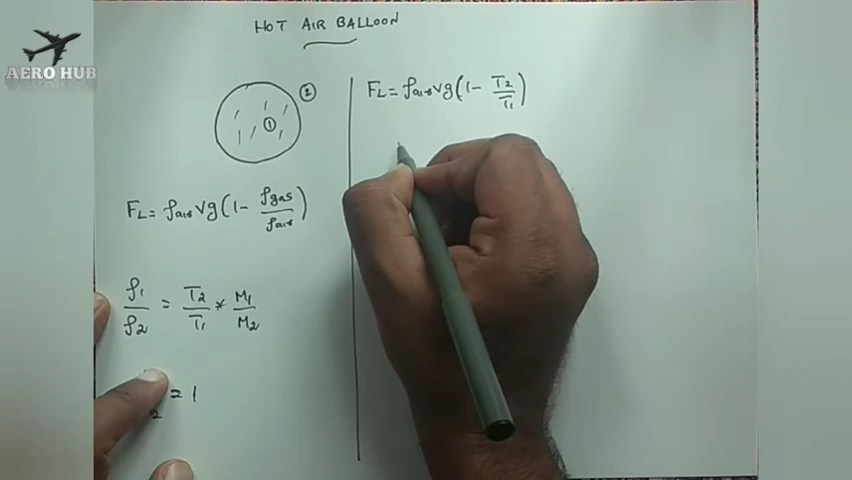 HOT AIR BALLOON
AERO HUB
2
1
FL = ρair Vg (1 - T2/T1)
FL = ρair Vg (1 - ρgas/ρair)
ρ1/ρ2 = T2/T1 * M1/M2
2 = 1